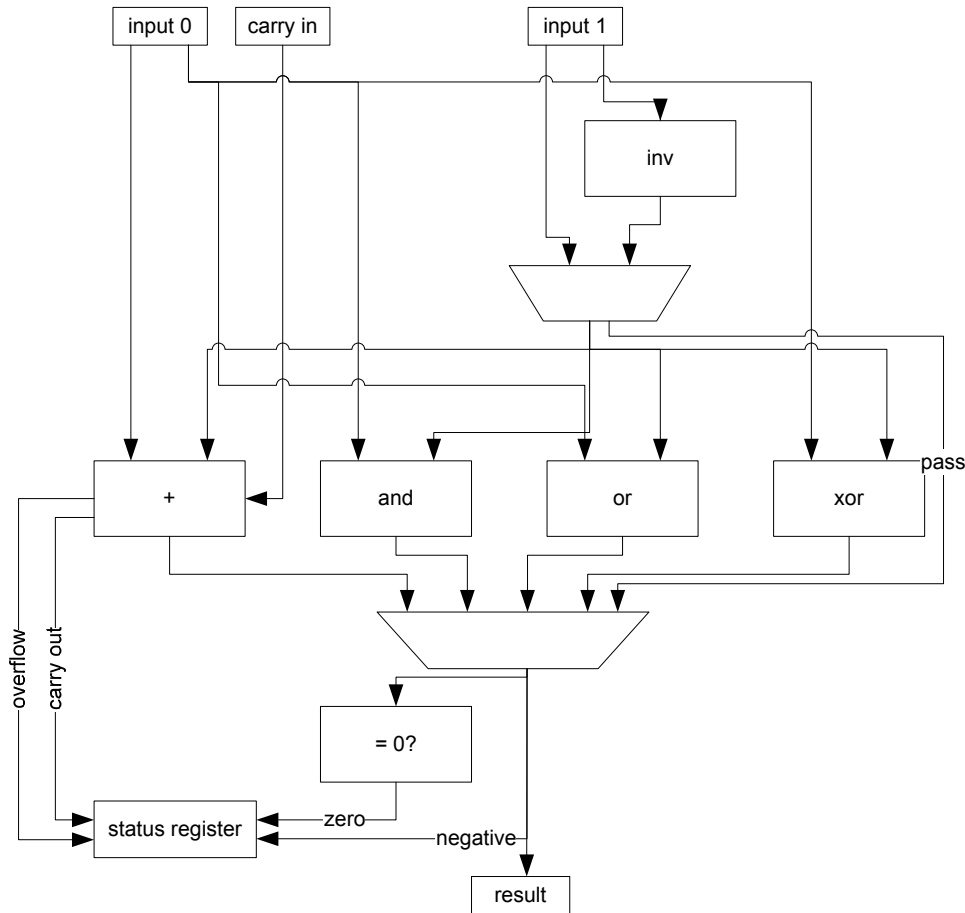 input 0
carry in
input 1
inv
+
and
or
xor
pass
overflow
carry out
= 0?
status register
zero
negative
result